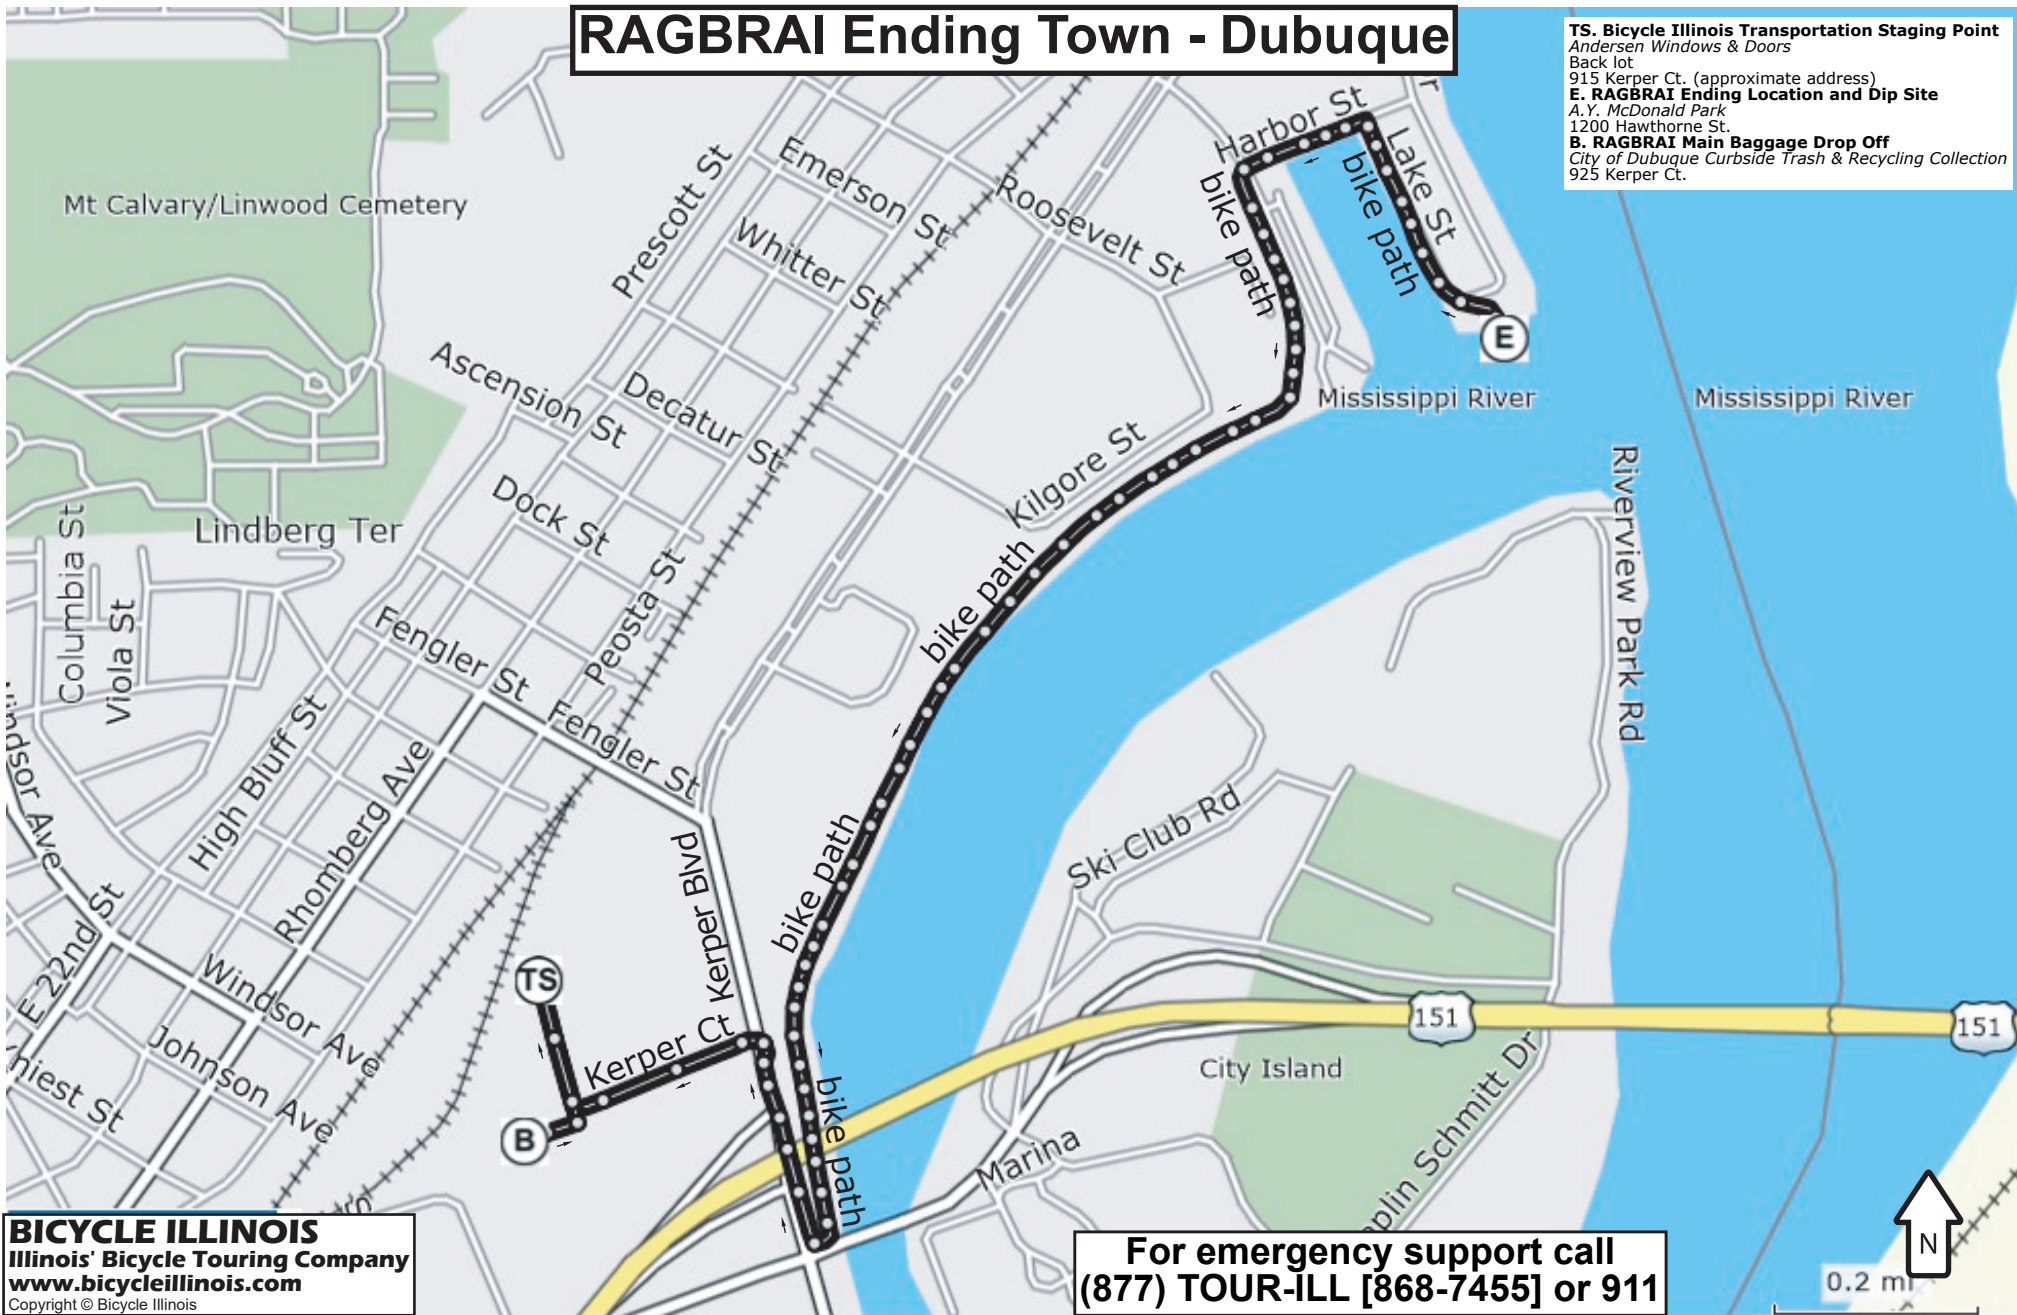 RAGBRAI Ending Town - Dubuque
TS. Bicycle Illinois Transportation Staging Point
Andersen Windows & Doors
Back lot
915 Kerper Ct. (approximate address)
E. RAGBRAI Ending Location and Dip Site
A.Y. McDonald Park
1200 Hawthorne St.
B. RAGBRAI Main Baggage Drop Off
City of Dubuque Curbside Trash & Recycling Collection
925 Kerper Ct.
Mt Calvary/Linwood Cemetery
Prescott St
Emerson St
Whitter St
Roosevelt St
Harbor St
Lake St
bike path
bike path
E
Mississippi River
Mississippi River
Ascension St
Decatur St
Dock St
Kilgore St
Lindberg Ter
Columbia St
Viola St
Fengler St
Peosta St
Fengler St
bike path
Riverview Park Rd
High Bluff St
Rhomberg Ave
Windsor Ave
Kerper Blvd
bike path
Ski Club Rd
E 22nd St
Windsor Ave
Johnson Ave
TS
Kerper Ct
B
bike path
151
151
City Island
Marina
Schmitt Dr
BICYCLE ILLINOIS
Illinois' Bicycle Touring Company
www.bicycleillinois.com
Copyright © Bicycle Illinois
For emergency support call
(877) TOUR-ILL [868-7455] or 911
N
0.2 mi